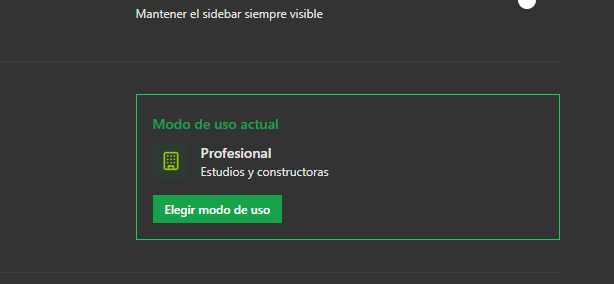 Mantener el sidebar siempre visible
Modo de uso actual
Profesional
Estudios y constructoras
Elegir modo de uso